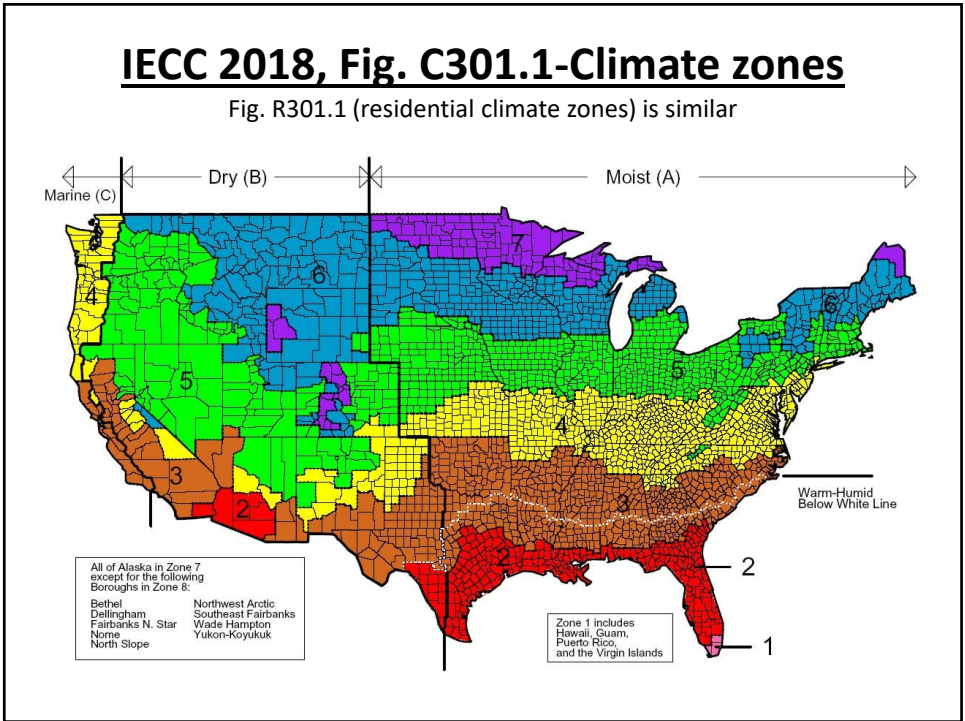 IECC 2018, Fig. C301.1-Climate zones
Fig. R301.1 (residential climate zones) is similar
Marine (C)
Dry (B)
Moist (A)
7
6
6
4
5
5
4
3
3
2
2
Warm-Humid
Below White Line
2
1
All of Alaska in Zone 7
except for the following
Boroughs in Zone 8:
Bethel
Dellingham
Fairbanks N. Star
Nome
North Slope
Northwest Arctic
Southeast Fairbanks
Wade Hampton
Yukon-Koyukuk
Zone 1 includes
Hawaii, Guam,
Puerto Rico,
and the Virgin Islands